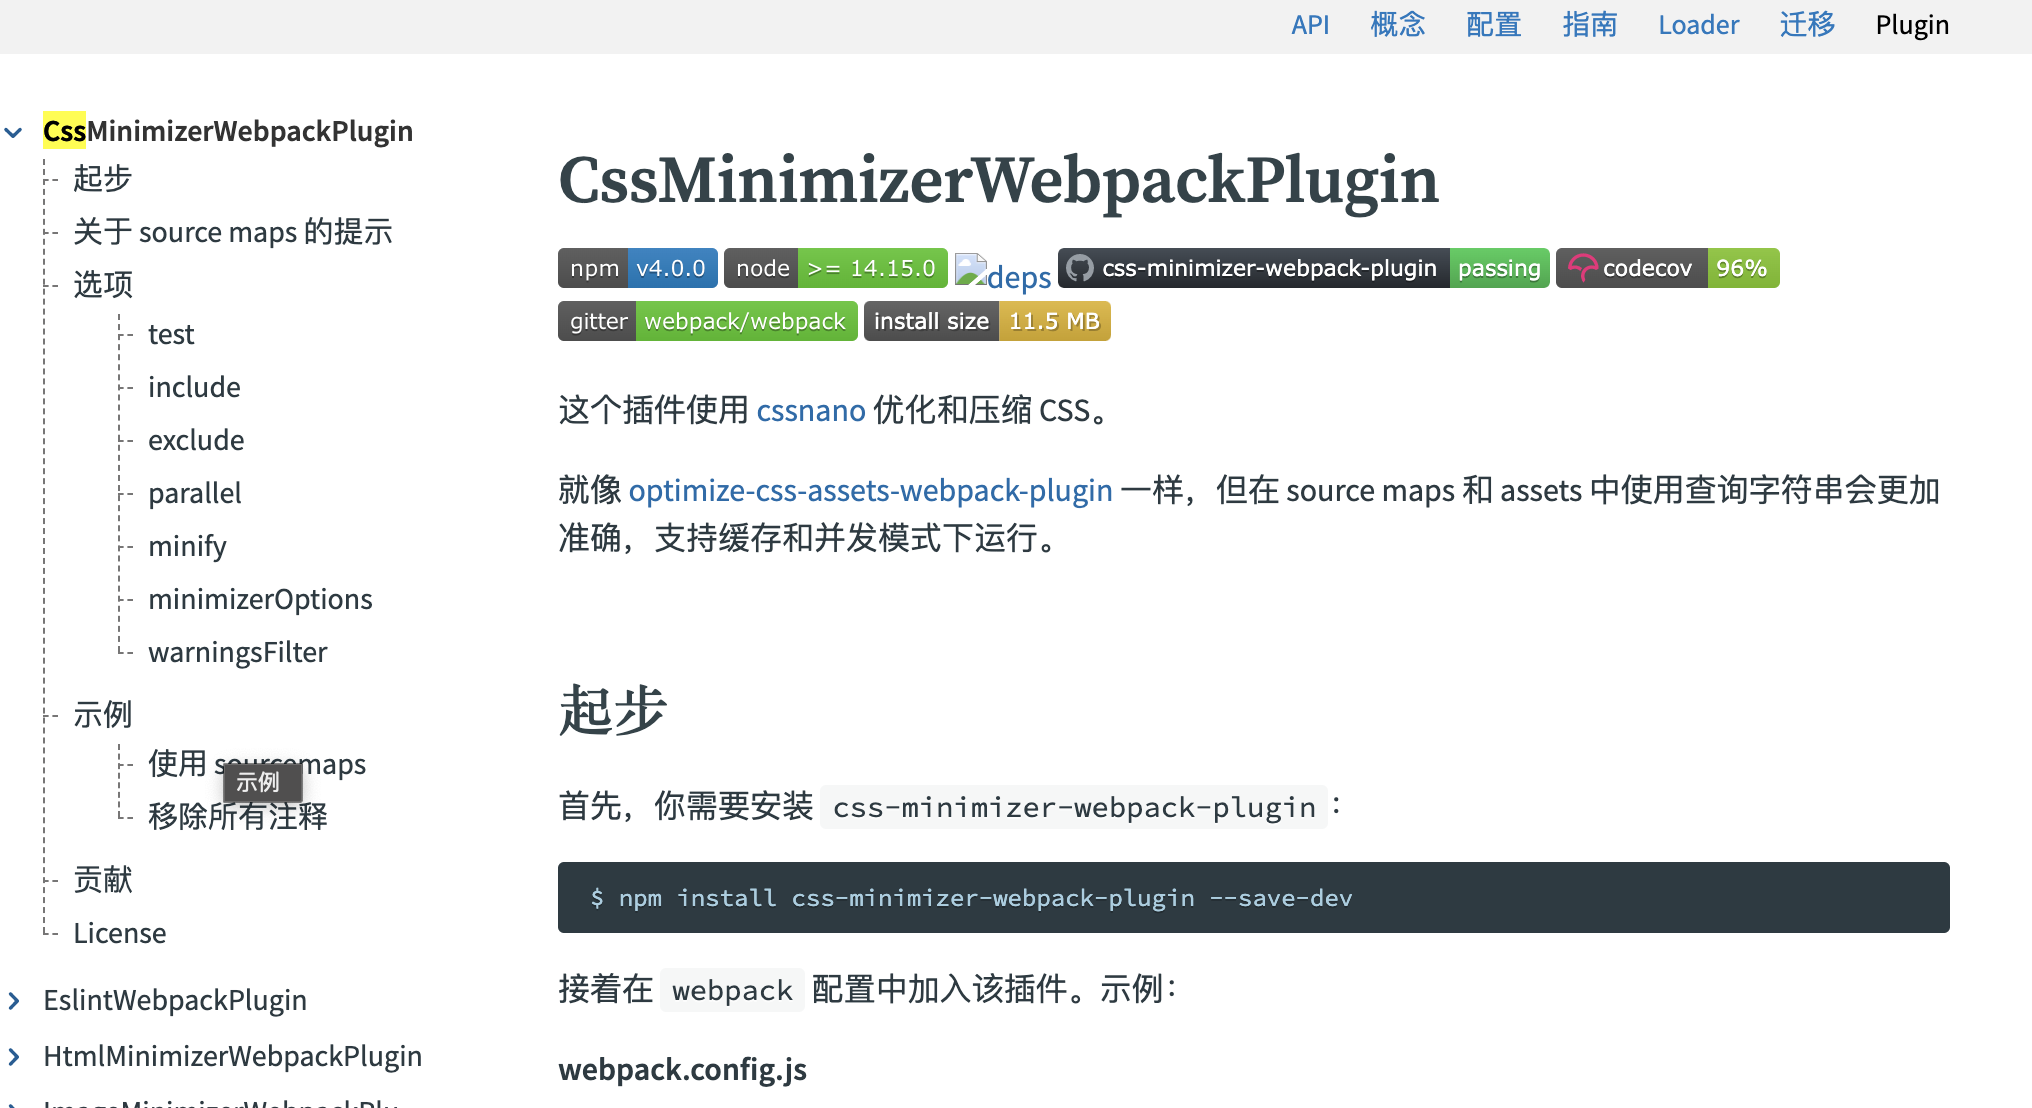 API 概念 配置 指南 Loader 迁移 Plugin
CssMinimizerWebpackPlugin
起步
关于 source maps 的提示
选项
test
include
exclude
parallel
minify
minimizerOptions
warningsFilter
示例
使用 sourcemaps
示例
移除所有注释
贡献
License
EslintWebpackPlugin
HtmlMinimizerWebpackPlugin
ImageMinimizerWebpackPlu
CssMinimizerWebpackPlugin
npm v4.0.0 node >= 14.15.0 deps css-minimizer-webpack-plugin passing codecov 96%
gitter webpack/webpack install size 11.5 MB
这个插件使用 cssnano 优化和压缩 CSS。
就像 optimize-css-assets-webpack-plugin 一样，但在 source maps 和 assets 中使用查询字符串会更加
准确，支持缓存和并发模式下运行。
起步
首先，你需要安装 css-minimizer-webpack-plugin：
$ npm install css-minimizer-webpack-plugin --save-dev
接着在 webpack 配置中加入该插件。示例：
webpack.config.js